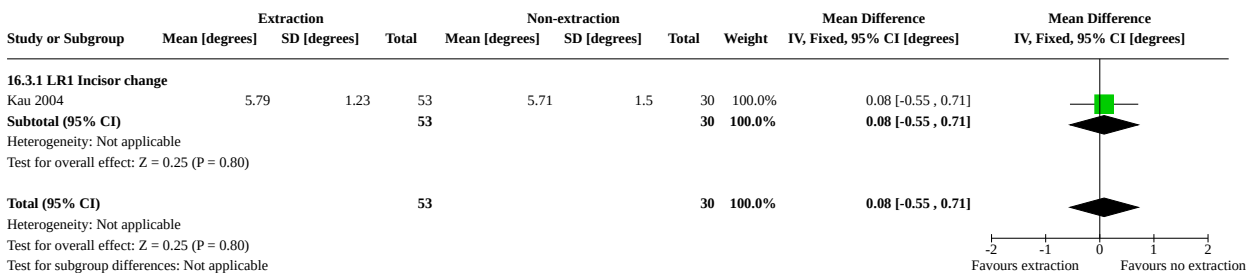 Extraction Non-extraction Mean Difference Mean Difference
Study or Subgroup Mean [degrees] SD [degrees] Total Mean [degrees] SD [degrees] Total Weight IV, Fixed, 95% CI [degrees] IV, Fixed, 95% CI [degrees]
16.3.1 LR1 Incisor change
Kau 2004 5.79 1.23 53 5.71 1.5 30 100.0% 0.08 [-0.55 , 0.71]
Subtotal (95% CI) 53 30 100.0% 0.08 [-0.55 , 0.71]
Heterogeneity: Not applicable
Test for overall effect: Z = 0.25 (P = 0.80)
Total (95% CI) 53 30 100.0% 0.08 [-0.55 , 0.71]
Heterogeneity: Not applicable
Test for overall effect: Z = 0.25 (P = 0.80) -2 -1 0 1 2
Test for subgroup differences: Not applicable Favours extraction Favours no extraction